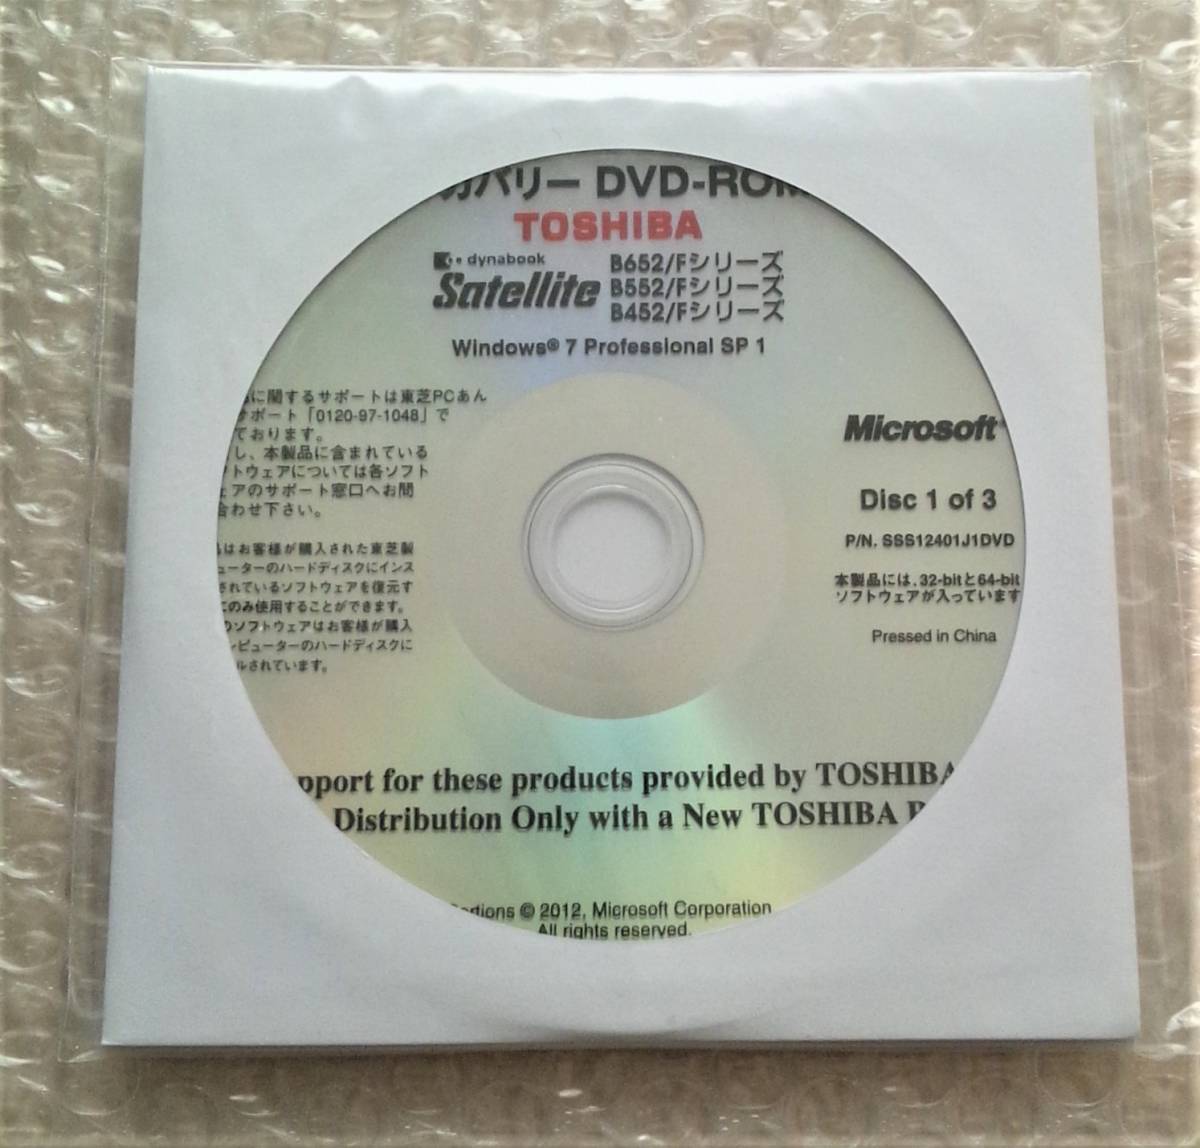 カバリー DVD-ROM
TOSHIBA
dynabook
Satellite
B652/Fシリーズ
B552/Fシリーズ
B452/Fシリーズ
Windows® 7 Professional SP 1
に関するサポートは東芝PCあん
サポート「0120-97-1048」で
ております。
し、本製品に含まれている
フトウェアについては各ソフト
ェアのサポート窓口へお問
合わせ下さい。
はお客様が購入された東芝製
ューターのハードディスクにインス
されているソフトウェアを復元す
にのみ使用することができます。
のソフトウェアはお客様が購入
ンピューターのハードディスクに
ルされています。
Microsoft
Disc 1 of 3
P/N. SSS12401J1DVD
本製品には、32-bitと64-bit
ソフトウェアが入っています
Pressed in China
pport for these products provided by TOSHIBA
Distribution Only with a New TOSHIBA
ortions © 2012, Microsoft Corporation
All rights reserved.